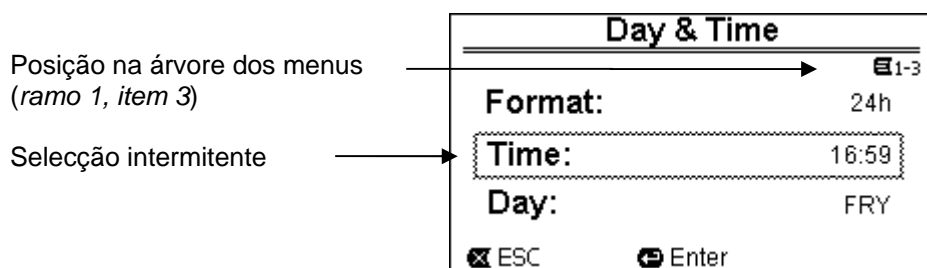 Day & Time
Posição na árvore dos menus
(ramo 1, item 3)
1-3
Format: 24h
Selecção intermitente
Time: 16:59
Day: FRY
ESC Enter